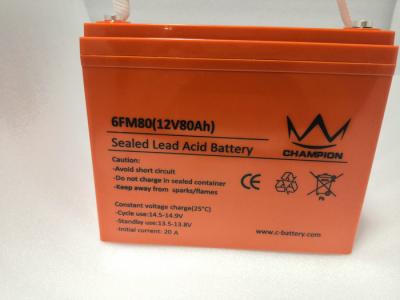 6FM80(12V80Ah)
Sealed Lead Acid Battery
CHAMPION
Caution:
-Avoid short circuit
-Do not charge in sealed container
-Keep away from sparks/flames
CE
Pb
Constant voltage charge(25°C)
-Cycle use:14.5-14.9V
-Standby use:13.5-13.8V
-Initial current: 20 A
www.c-battery.com